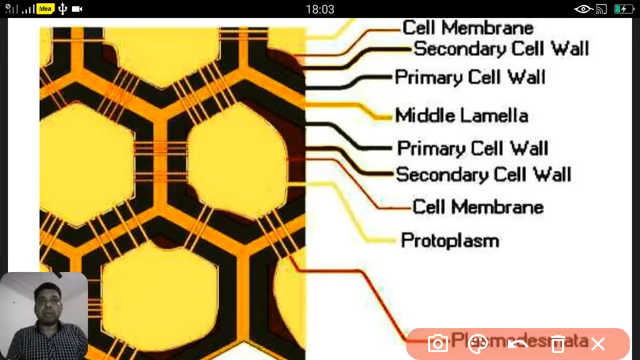 idea
18:03
Cell Membrane
Secondary Cell Wall
Primary Cell Wall
Middle Lamella
Primary Cell Wall
Secondary Cell Wall
Cell Membrane
Protoplasm
Plasmodesmata